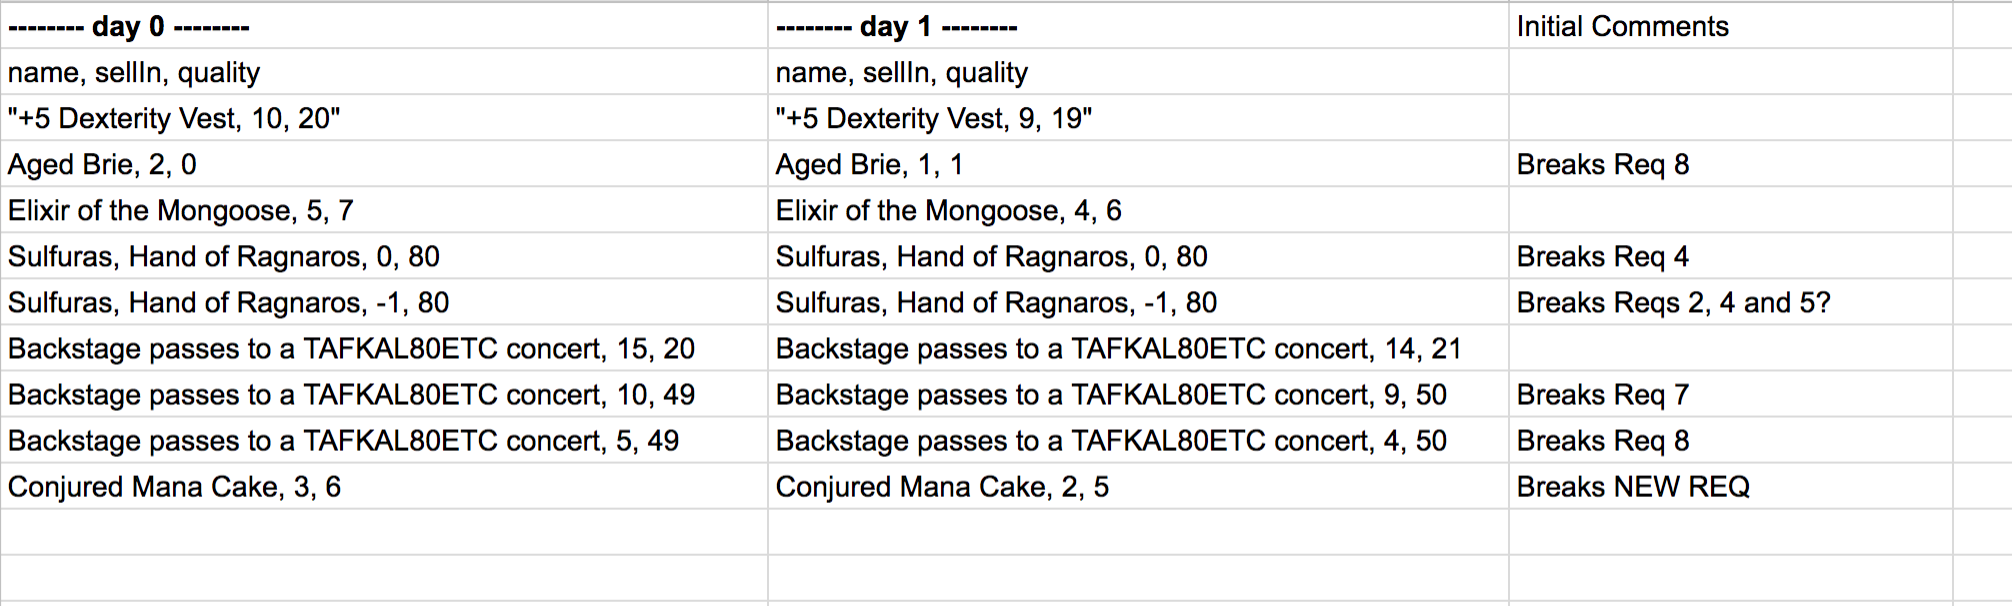 -------- day 0 -------- -------- day 1 -------- Initial Comments
name, sellIn, quality name, sellIn, quality
"+5 Dexterity Vest, 10, 20" "+5 Dexterity Vest, 9, 19"
Aged Brie, 2, 0 Aged Brie, 1, 1 Breaks Req 8
Elixir of the Mongoose, 5, 7 Elixir of the Mongoose, 4, 6
Sulfuras, Hand of Ragnaros, 0, 80 Sulfuras, Hand of Ragnaros, 0, 80 Breaks Req 4
Sulfuras, Hand of Ragnaros, -1, 80 Sulfuras, Hand of Ragnaros, -1, 80 Breaks Reqs 2, 4 and 5?
Backstage passes to a TAFKAL80ETC concert, 15, 20 Backstage passes to a TAFKAL80ETC concert, 14, 21
Backstage passes to a TAFKAL80ETC concert, 10, 49 Backstage passes to a TAFKAL80ETC concert, 9, 50 Breaks Req 7
Backstage passes to a TAFKAL80ETC concert, 5, 49 Backstage passes to a TAFKAL80ETC concert, 4, 50 Breaks Req 8
Conjured Mana Cake, 3, 6 Conjured Mana Cake, 2, 5 Breaks NEW REQ